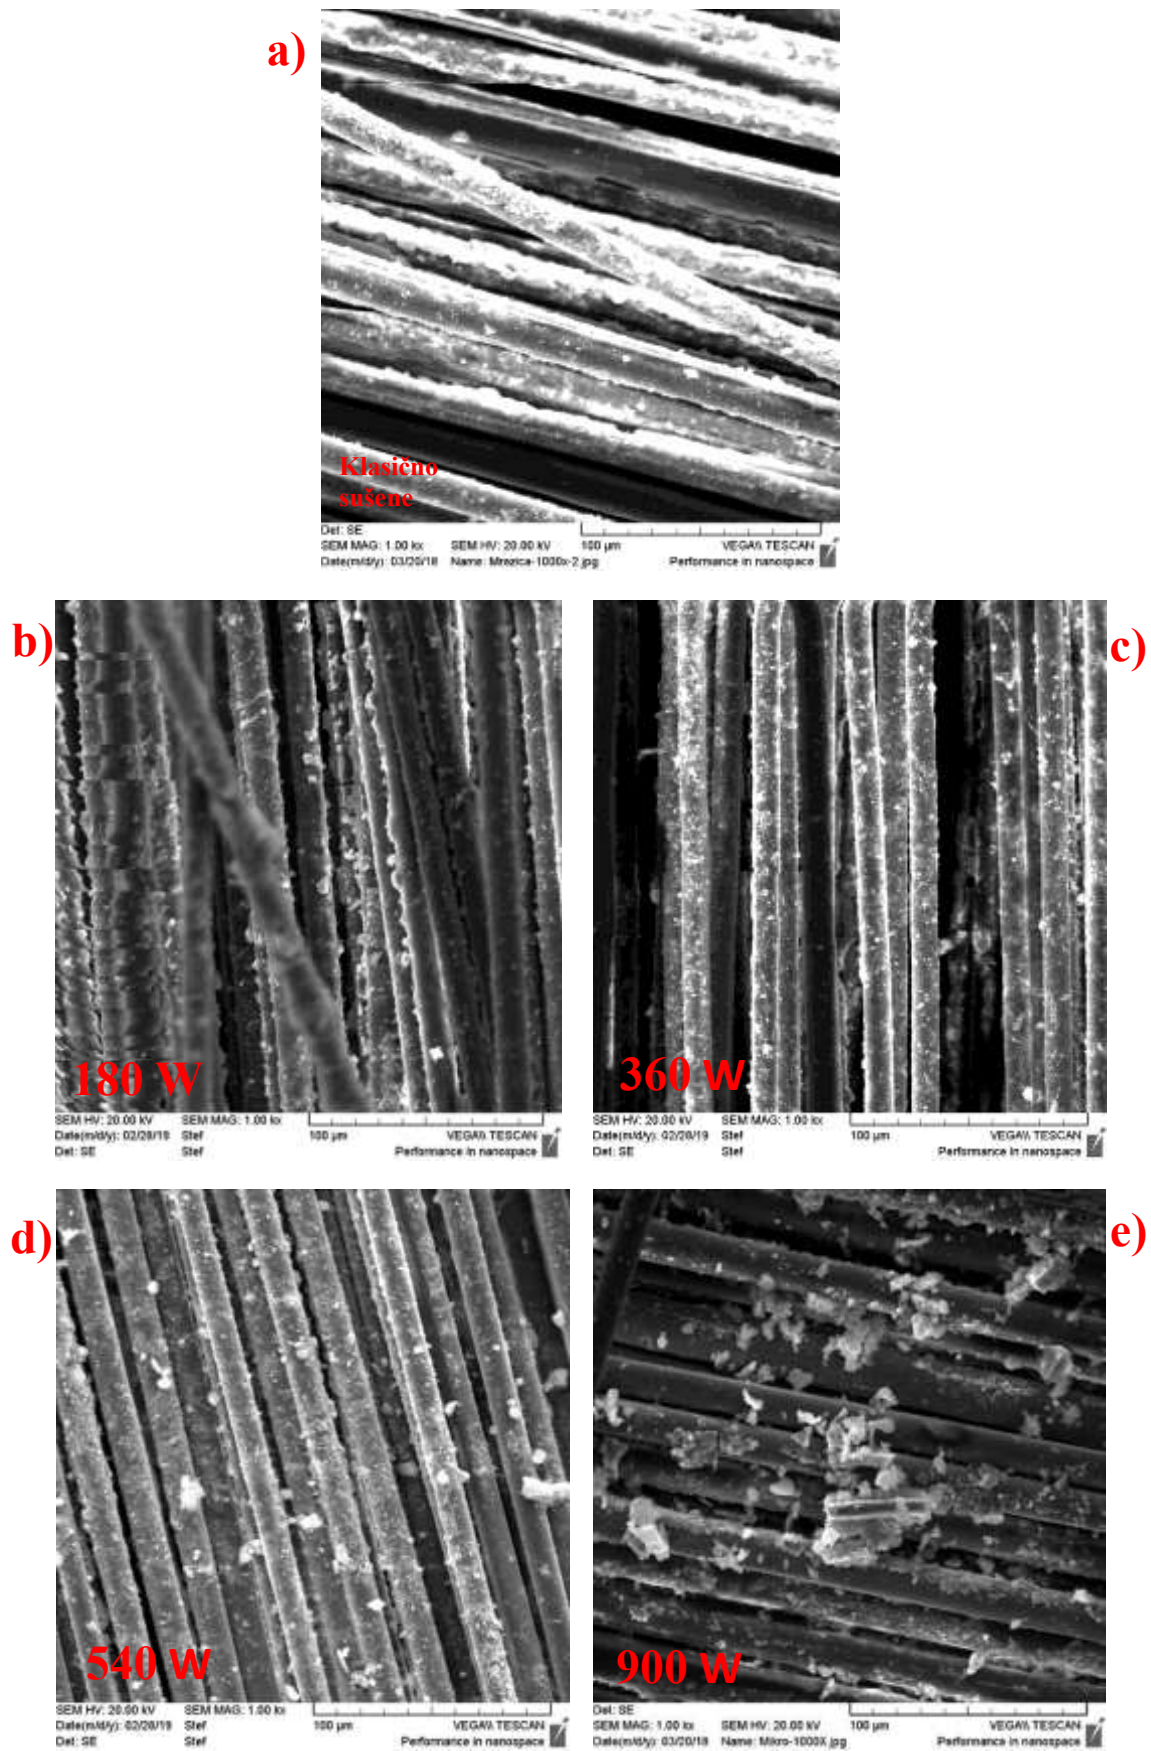 a)
Klasično
sušene
Det: SE
SEM MAG: 1.00 kx SEM HV: 20.00 kV 100 µm VEGA\\ TESCAN
Date(m/d/y): 03/20/18 Name: Mrezica-1000x-2.jpg Performance in nanospace
b)
180 W
SEM HV: 20.00 kV SEM MAG: 1.00 kx
Date(m/d/y): 02/28/19 Stef 100 µm VEGA\\ TESCAN
Det: SE Stef Performance in nanospace
c)
360 W
SEM HV: 20.00 kV SEM MAG: 1.00 kx
Date(m/d/y): 02/28/19 Stef 100 µm VEGA\\ TESCAN
Det: SE Stef Performance in nanospace
d)
540 W
SEM HV: 20.00 kV SEM MAG: 1.00 kx
Date(m/d/y): 02/28/19 Stef 100 µm VEGA\\ TESCAN
Det: SE Stef Performance in nanospace
e)
900 W
Det: SE
SEM MAG: 1.00 kx SEM HV: 20.00 kV 100 µm VEGA\\ TESCAN
Date(m/d/y): 03/20/18 Name: Mikro-1000X.jpg Performance in nanospace